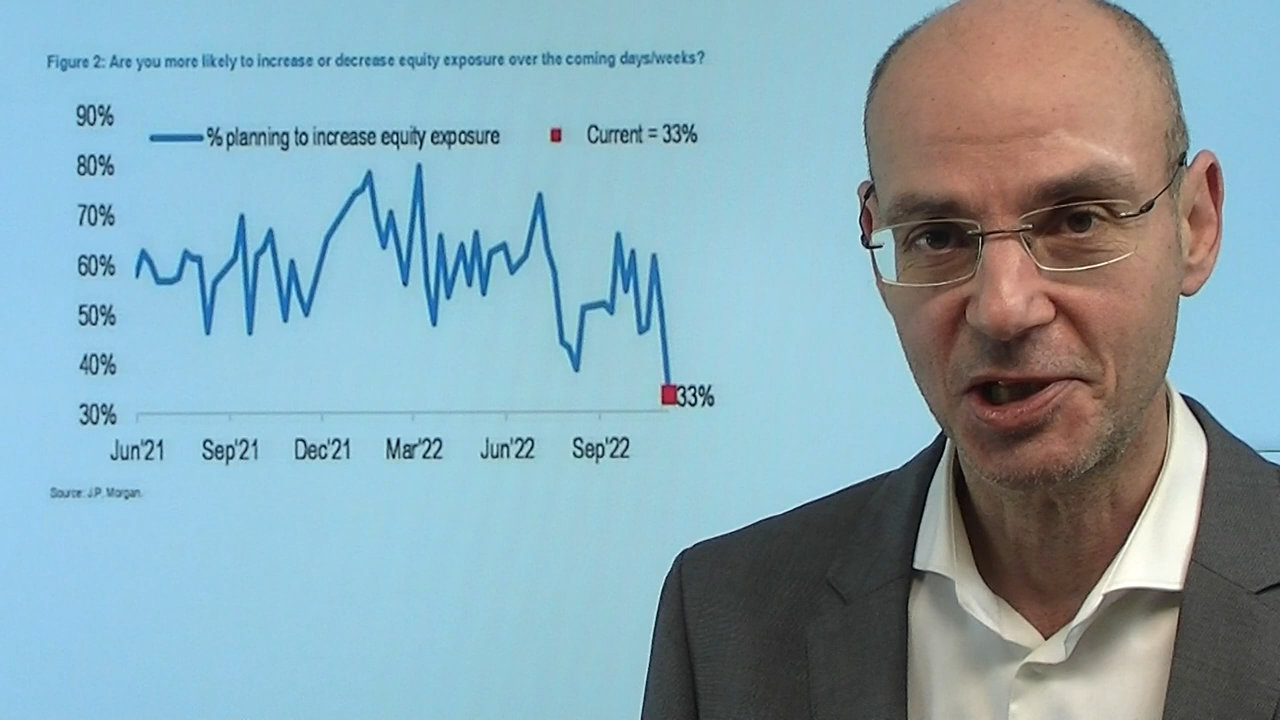 Figure 2: Are you more likely to increase or decrease equity exposure over the coming days/weeks?
90%
% planning to increase equity exposure
Current = 33%
80%
70%
60%
50%
40%
33%
30%
Jun'21 Sep'21 Dec'21 Mar'22 Jun'22 Sep'22
Source: J.P. Morgan.